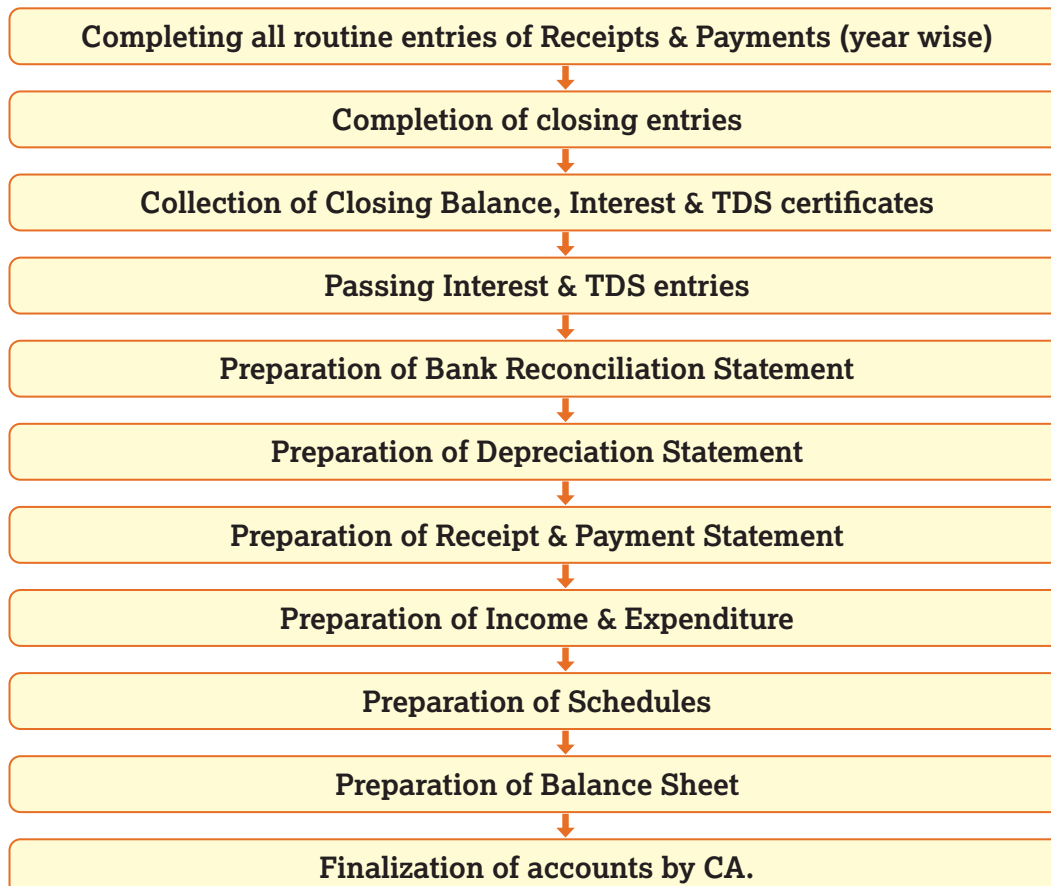 Completing all routine entries of Receipts & Payments (year wise)
Completion of closing entries
Collection of Closing Balance, Interest & TDS certificates
Passing Interest & TDS entries
Preparation of Bank Reconciliation Statement
Preparation of Depreciation Statement
Preparation of Receipt & Payment Statement
Preparation of Income & Expenditure
Preparation of Schedules
Preparation of Balance Sheet
Finalization of accounts by CA.